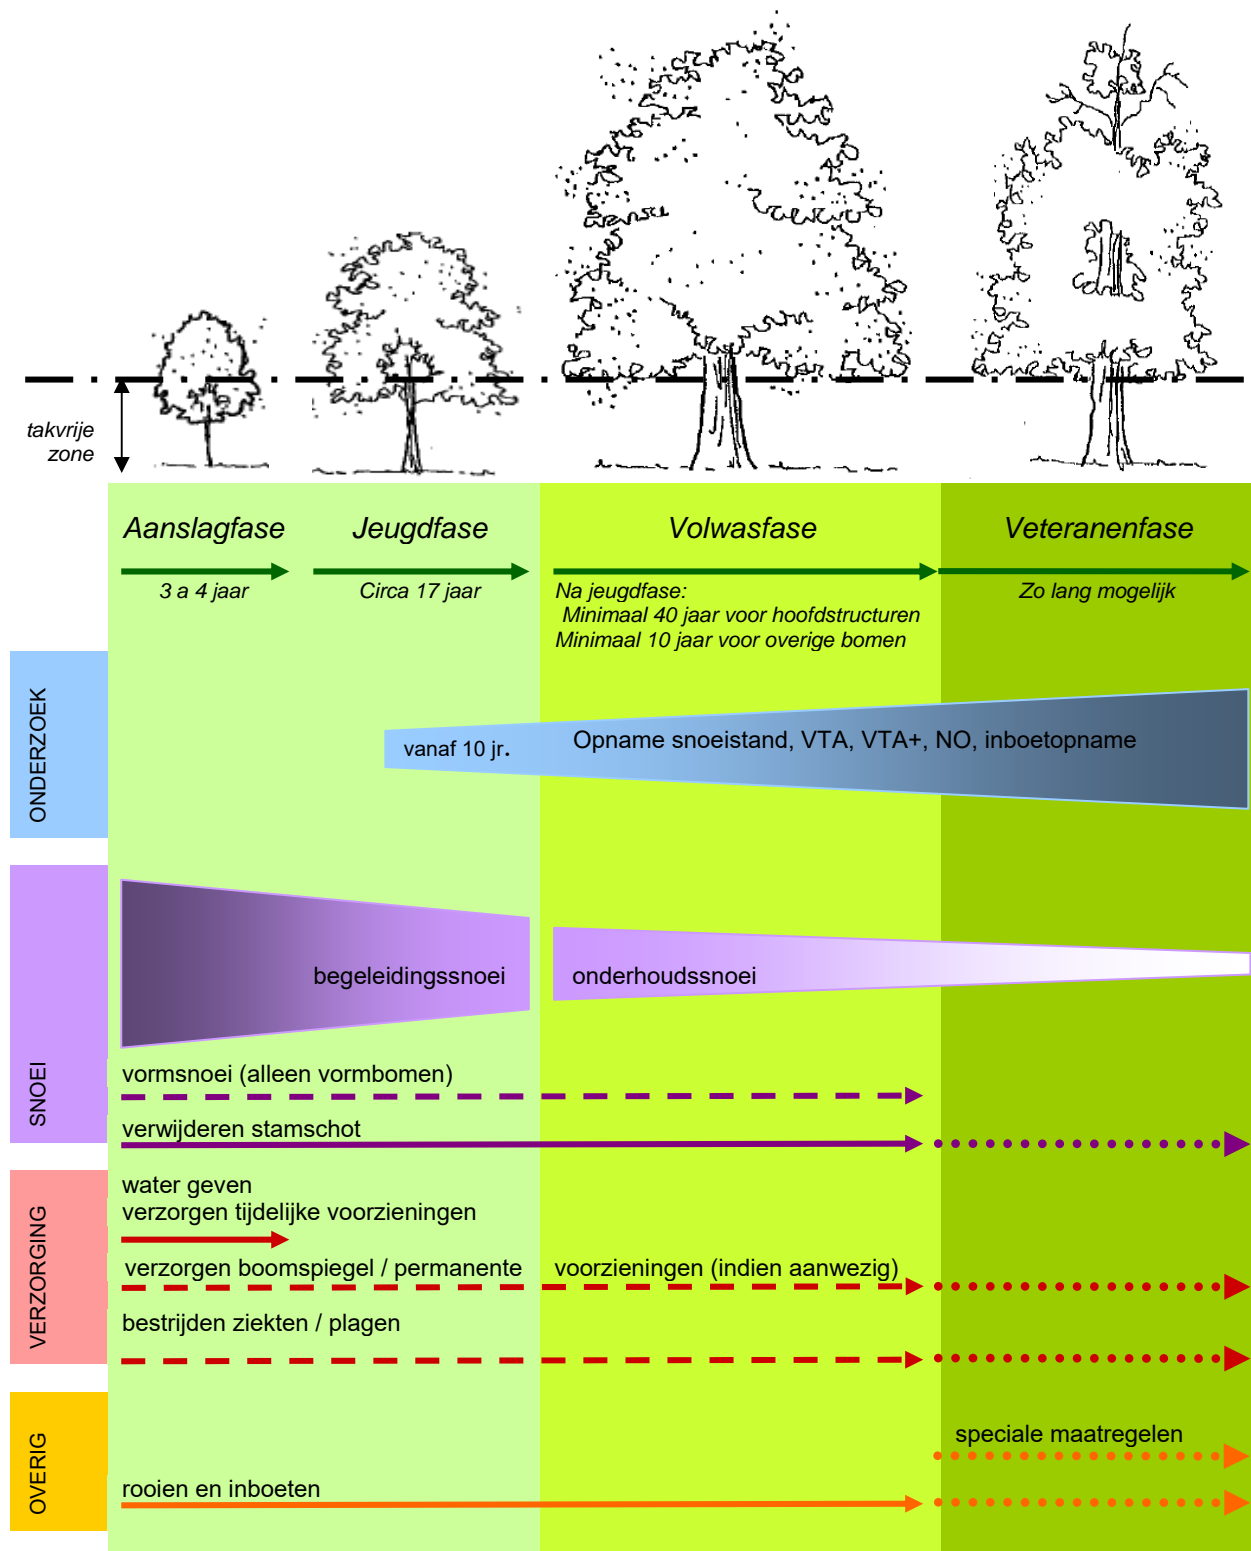 takvrije
zone
Aanslagfase
Jeugdfase
Volwasfase
Veteranenfase
3 a 4 jaar
Circa 17 jaar
Na jeugdfase:
Minimaal 40 jaar voor hoofdstructuren
Minimaal 10 jaar voor overige bomen
Zo lang mogelijk
ONDERZOEK
vanaf 10 jr.
Opname snoeistand, VTA, VTA+, NO, inboetopname
SNOEI
begeleidingssnoei
onderhoudssnoei
vormsnoei (alleen vormbomen)
verwijderen stamschot
VERZORGING
water geven
verzorgen tijdelijke voorzieningen
verzorgen boomspiegel / permanente voorzieningen (indien aanwezig)
bestrijden ziekten / plagen
OVERIG
speciale maatregelen
rooien en inboeten